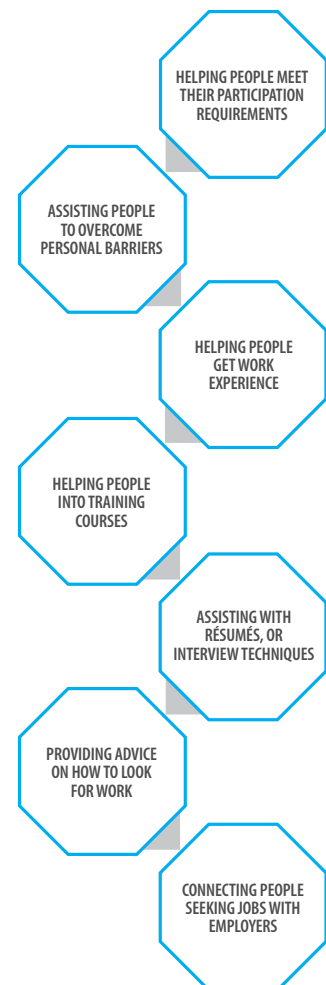 HELPING PEOPLE MEET
THEIR PARTICIPATION
REQUIREMENTS
ASSISTING PEOPLE
TO OVERCOME
PERSONAL BARRIERS
HELPING PEOPLE
GET WORK
EXPERIENCE
HELPING PEOPLE
INTO TRAINING
COURSES
ASSISTING WITH
RÉSUMÉS, OR
INTERVIEW TECHNIQUES
PROVIDING ADVICE
ON HOW TO LOOK
FOR WORK
CONNECTING PEOPLE
SEEKING JOBS WITH
EMPLOYERS